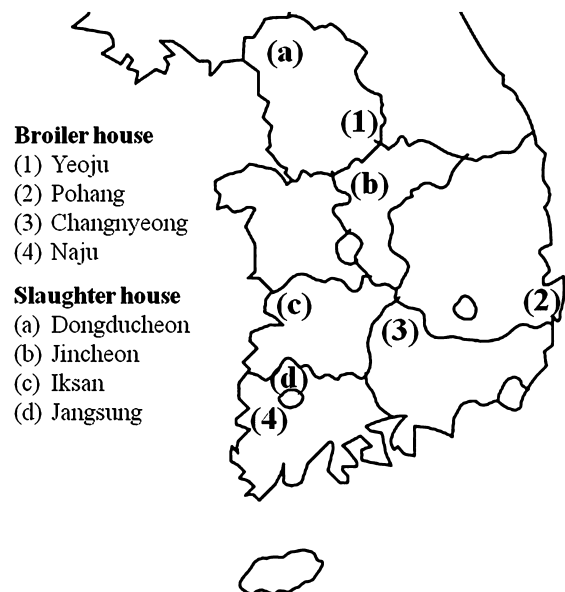 (a)
(1)
Broiler house
(1) Yeoju
(b)
(2) Pohang
(3) Changnyeong
(4) Naju
Slaughter house
(c)
(2)
(a) Dongducheon
(3)
(b) Jincheon
(c) Iksan
(d)
(d) Jangsung
(4)